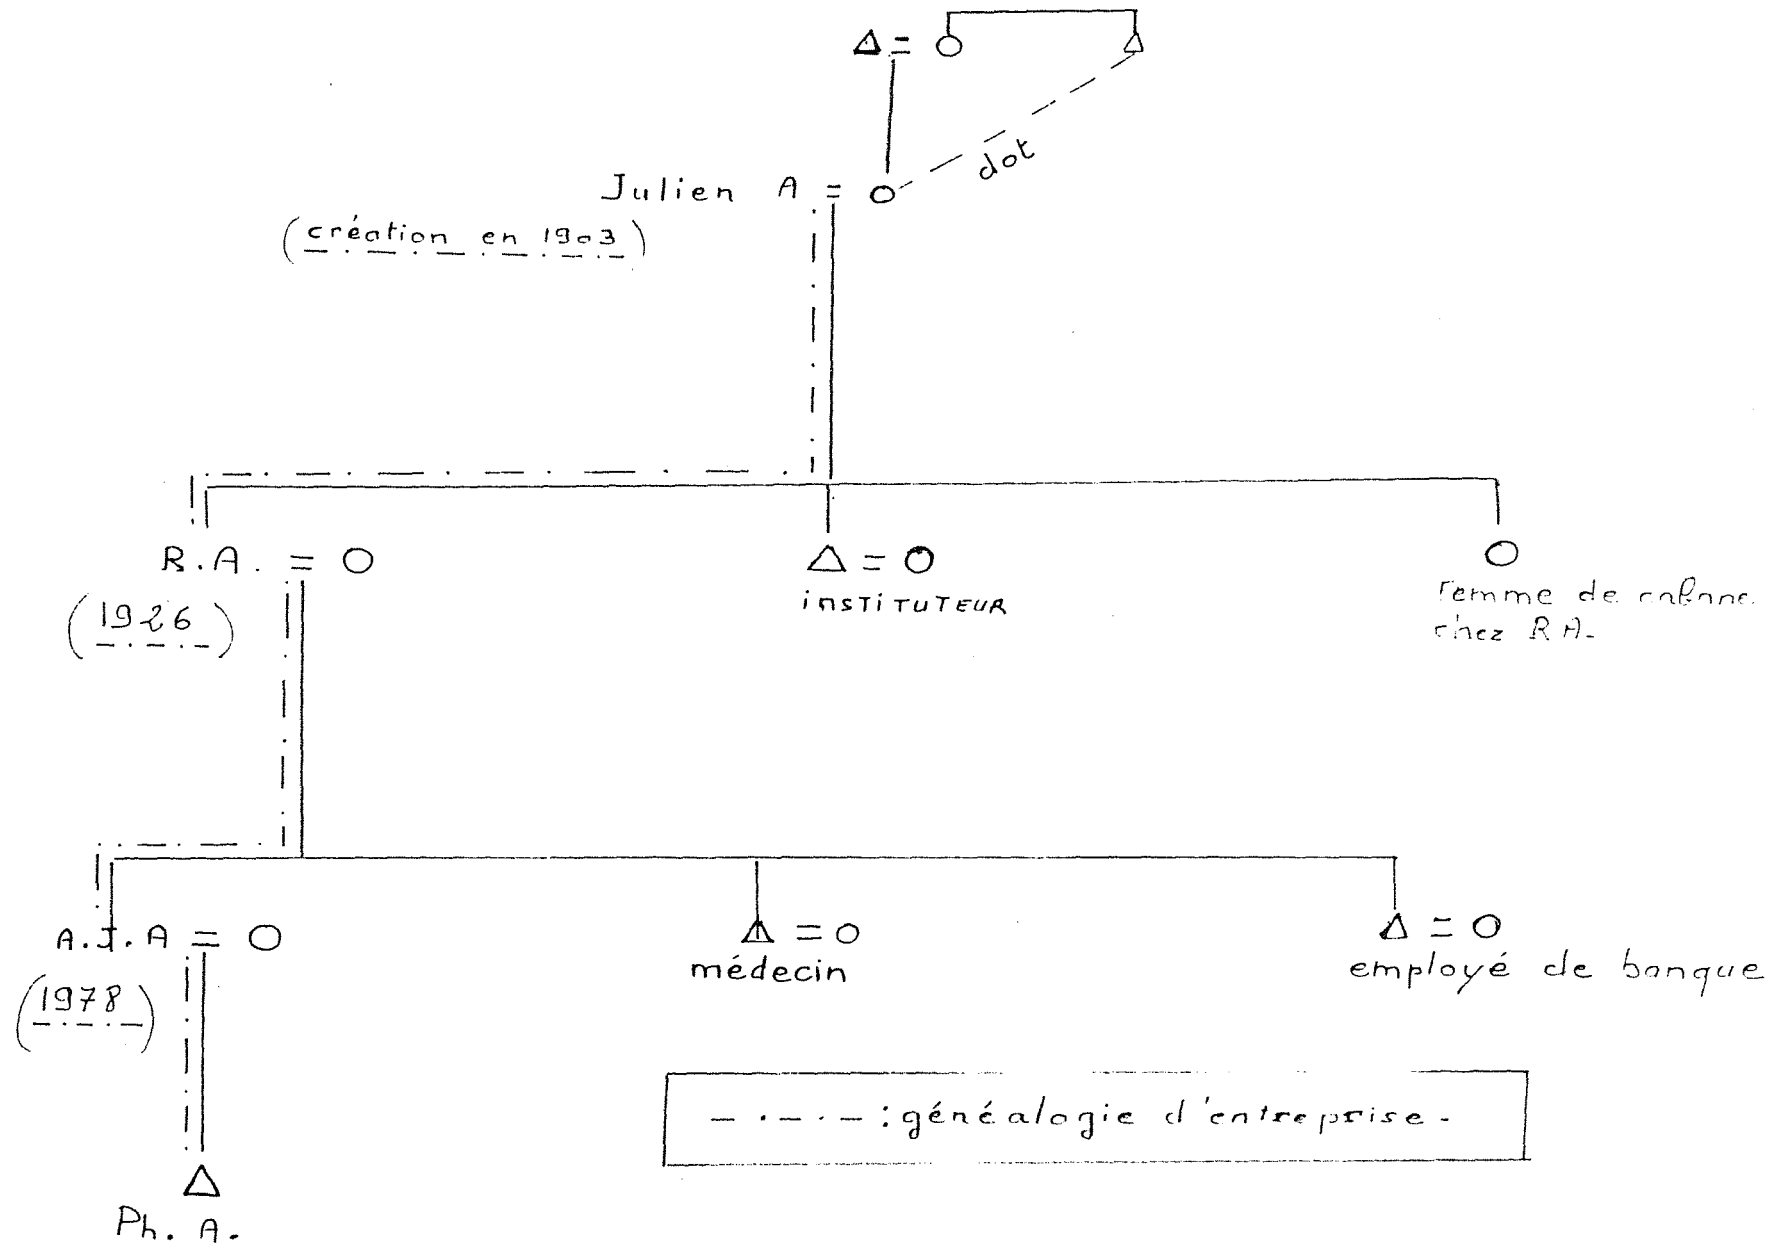 dot
Julien A
(création en 1903)
R.A.
(1926)
instituteur
Femme de cabane
chez R A.
A.J.A
(1978)
médecin
employé de banque
: généalogie d'entreprise.
Ph. A.